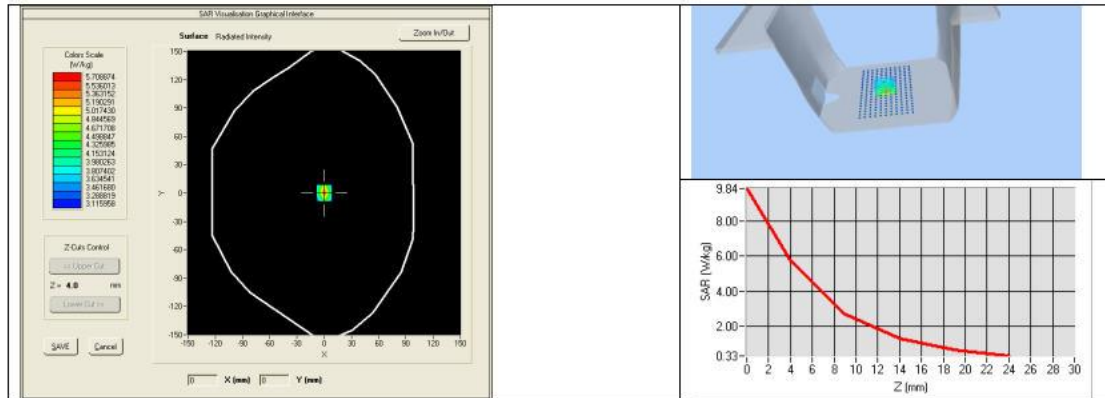 SAR Visualisation Graphical Interface
Surface Radiated Intensity
Zoom In/Out
Colors Scale
(W/kg)
5.708874
5.536013
5.363152
5.190291
5.017430
4.844569
4.671708
4.498847
4.325985
4.153124
3.980263
3.807402
3.634541
3.461680
3.288819
3.115958
Z-Cuts Control
<< Upper Cut
Z = 4.0 mm
Lower Cut >>
SAVE Cancel
150
120
90
60
30
0
-30
-60
-90
-120
-150
Y
-150 -120 -90 -60 -30 0 30 60 90 120 150
X
0 X (mm) 0 Y (mm)
9.84
8.00
6.00
4.00
2.00
0.33
SAR (W/kg)
0 2 4 6 8 10 12 14 16 18 20 22 24 26 28 30
Z (mm)